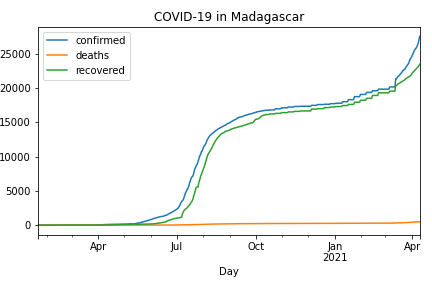 COVID-19 in Madagascar
confirmed
deaths
recovered
25000
20000
15000
10000
5000
0
Apr Jul Oct Jan Apr
2021
Day